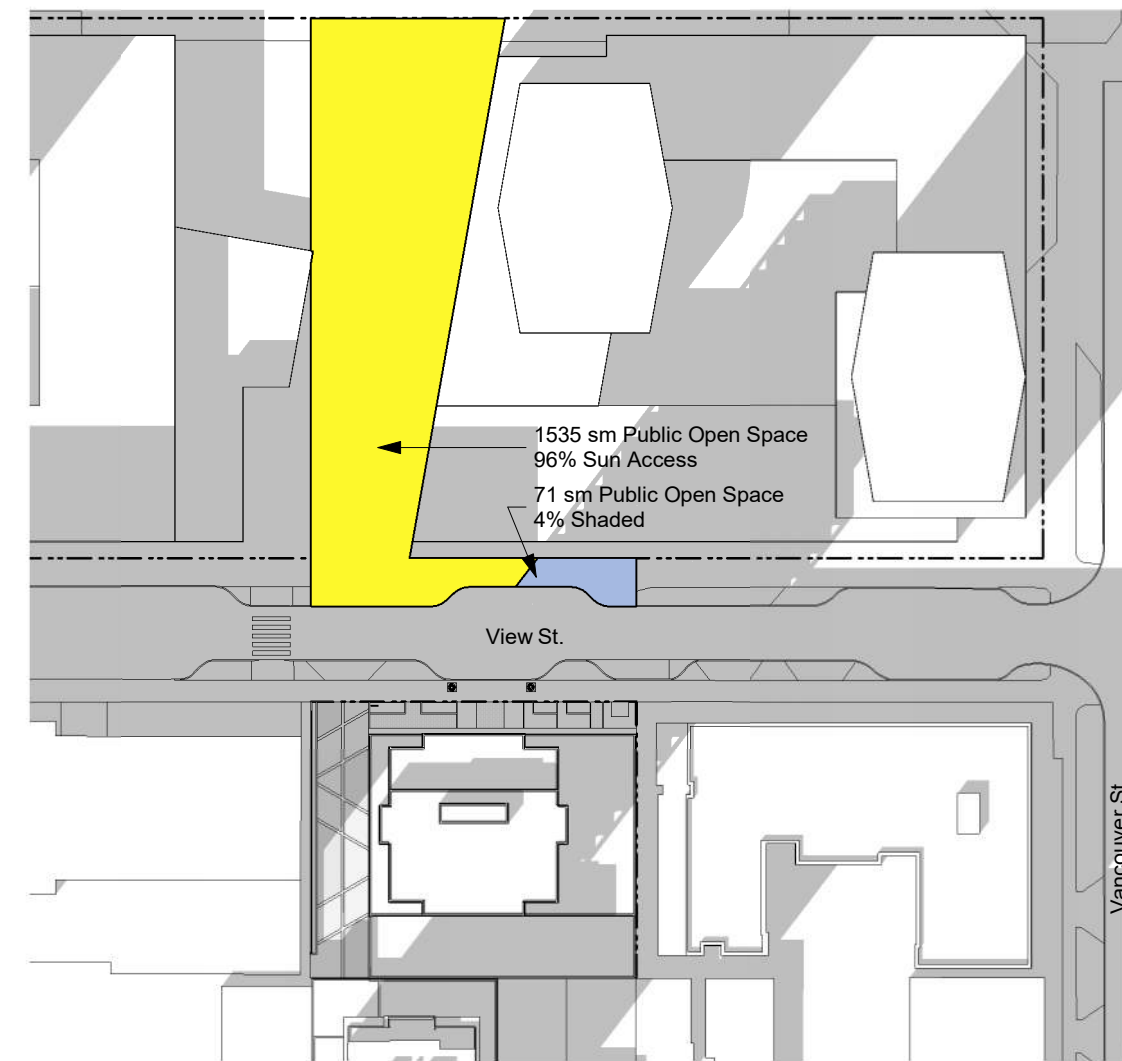 1535 sm Public Open Space
96% Sun Access
71 sm Public Open Space
4% Shaded
View St.
Vancouver St